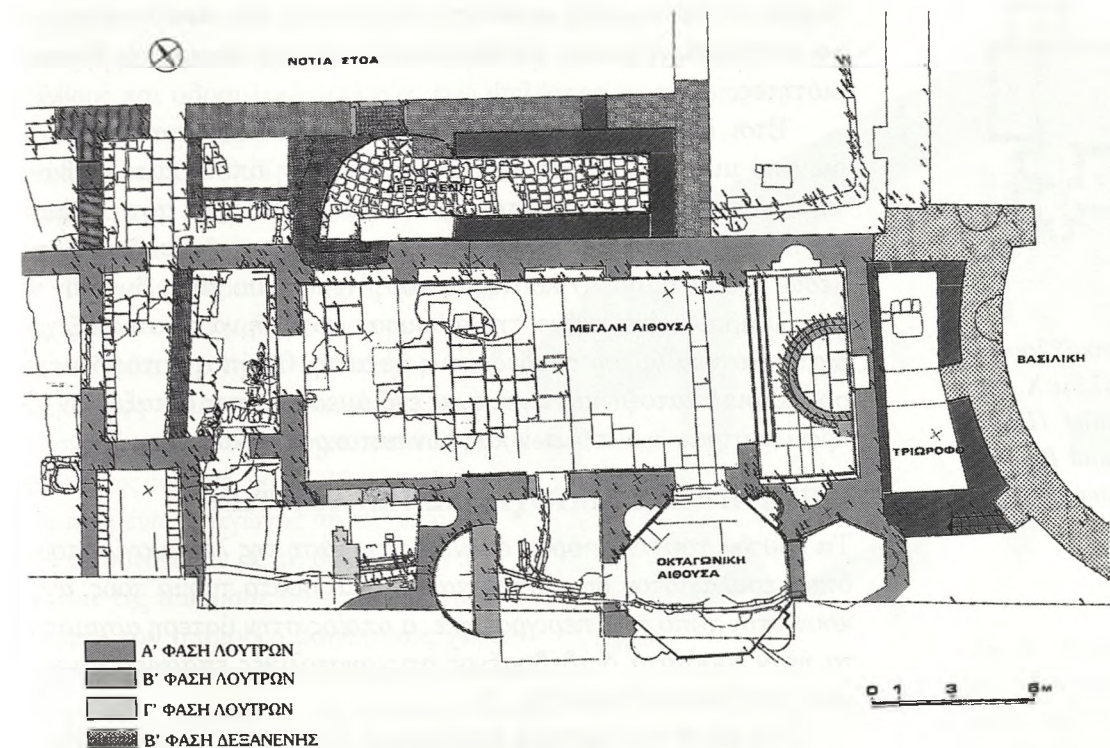 ΝΟΤΙΑ ΣΤΟΑ
ΔΕΞΑΜΕΝΗ
ΜΕΓΑΛΗ ΑΙΘΟΥΣΑ
ΒΑΣΙΛΙΚΗ
ΤΡΙΩΡΟΦΟ
ΟΚΤΑΓΩΝΙΚΗ
ΑΙΘΟΥΣΑ
Α' ΦΑΣΗ ΛΟΥΤΡΩΝ
Β' ΦΑΣΗ ΛΟΥΤΡΩΝ
Γ' ΦΑΣΗ ΛΟΥΤΡΩΝ
Β' ΦΑΣΗ ΔΕΞΑΝΕΝΗΣ
0 1 3 5 Μ